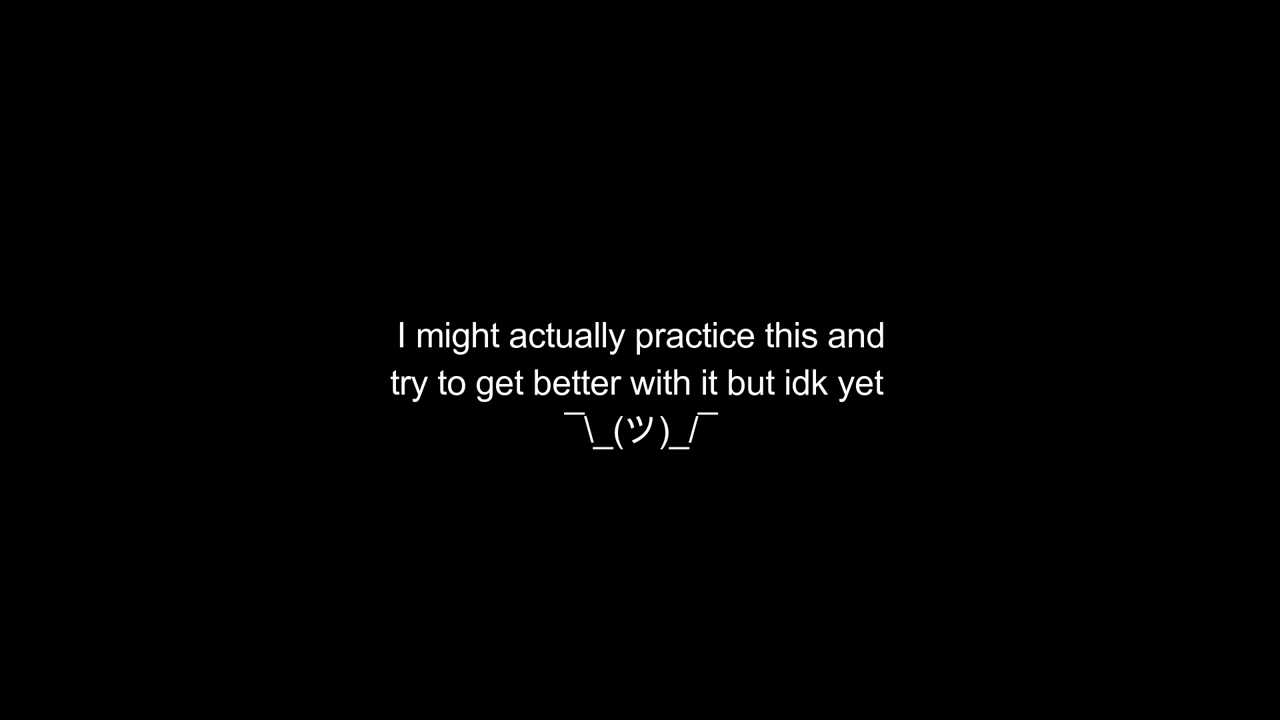 I might actually practice this and
try to get better with it but idk yet
¯\_(ツ)_/¯